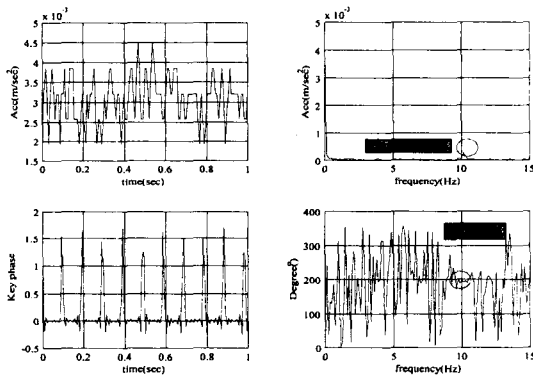 x 10⁻³
5
4.5
4
3.5
3
2.5
2
1.5
Acc(m/sec²)
0 0.2 0.4 0.6 0.8 1
time(sec)
x 10⁻³
5
4
3
2
1
0
Acc(m/sec²)
0 5 10 15
frequency(Hz)
2
1.5
1
0.5
0
-0.5
Key phase
0 0.2 0.4 0.6 0.8 1
time(sec)
400
300
200
100
0
Degree(°)
0 5 10 15
frequency(Hz)